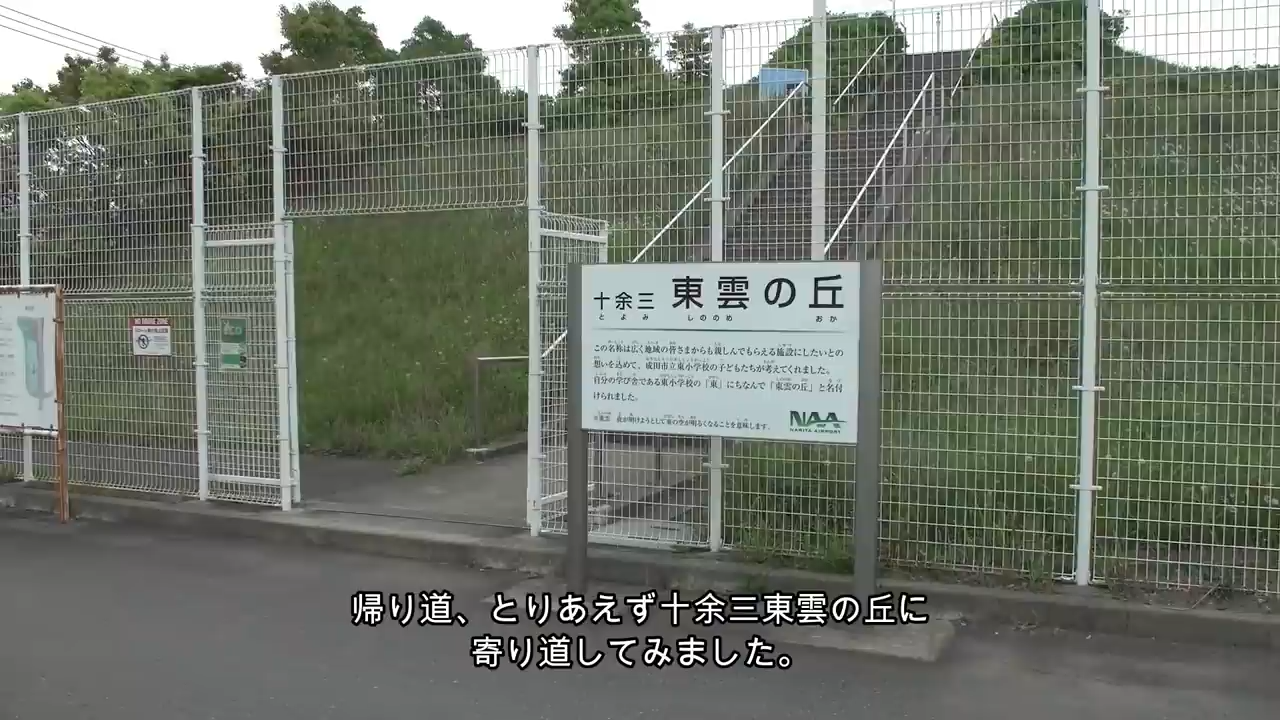 NO DRONE ZONE
eco
十余三 東雲の丘
とよみ しののめ おか
この名称は広く地域の皆さまからも親しんでもらえる施設にしたいとの
想いを込めて、成田市立東小学校の子どもたちが考えてくれました。
自分の学び舎である東小学校の「東」にちなんで「東雲の丘」と名付
けられました。
※東雲 夜が明けようとして東の空が明るくなることを意味します。
NAA
NARITA AIRPORT
帰り道、とりあえず十余三東雲の丘に
寄り道してみました。